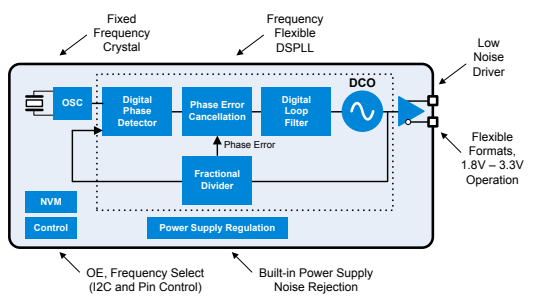 Fixed
Frequency
Crystal
Frequency
Flexible
DSPLL
Low
Noise
Driver
DCO
OSC
Digital
Phase
Detector
Phase Error
Cancellation
Digital
Loop
Filter
Phase Error
Fractional
Divider
Flexible
Formats,
1.8V – 3.3V
Operation
NVM
Control
Power Supply Regulation
OE, Frequency Select
(I2C and Pin Control)
Built-in Power Supply
Noise Rejection